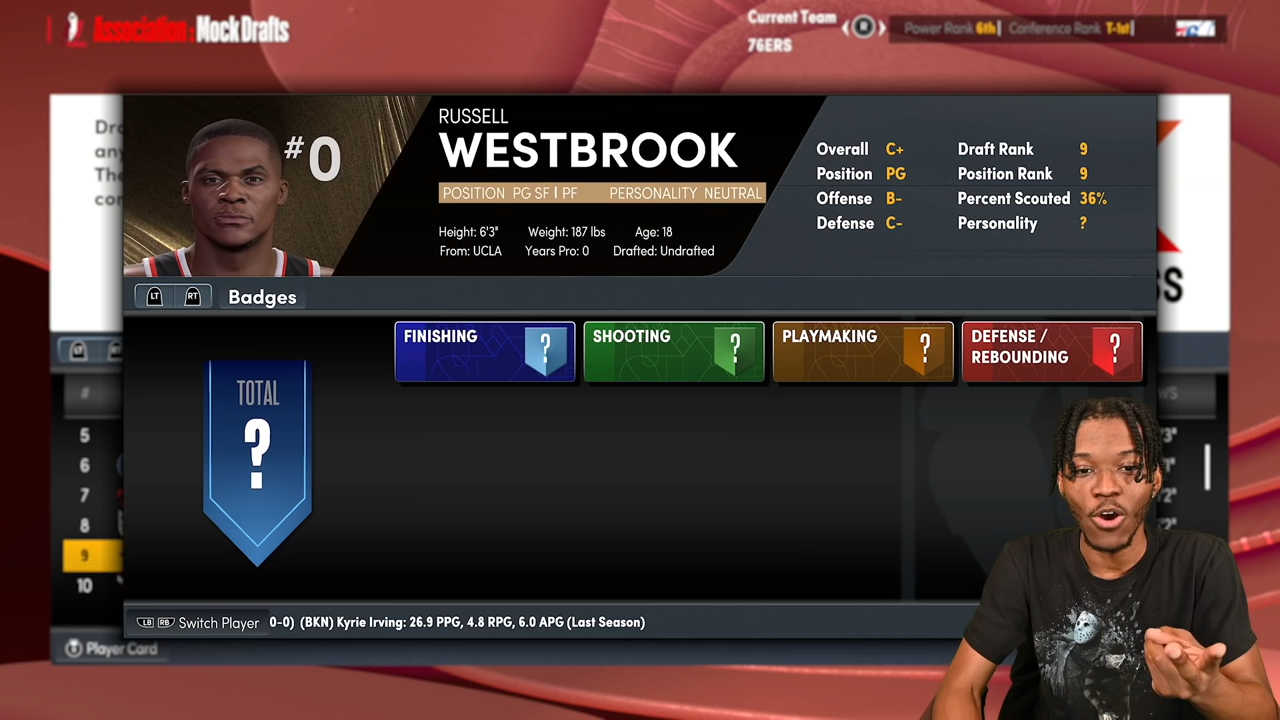 Association: Mock Drafts
Current Team
76ERS
R
Power Rank 6th | Conference Rank T-1st |
RUSSELL
WESTBROOK
#0
POSITION PG SF | PF PERSONALITY NEUTRAL
Height: 6'3" Weight: 187 lbs Age: 18
From: UCLA Years Pro: 0 Drafted: Undrafted
Overall C+ Draft Rank 9
Position PG Position Rank 9
Offense B- Percent Scouted 36%
Defense C- Personality ?
LT RT Badges
FINISHING ?
SHOOTING ?
PLAYMAKING ?
DEFENSE / REBOUNDING ?
TOTAL
?
#
5
6
7
8
9
10
LB RB Switch Player 0-0) (BKN) Kyrie Irving: 26.9 PPG, 4.8 RPG, 6.0 APG (Last Season)
Player Card